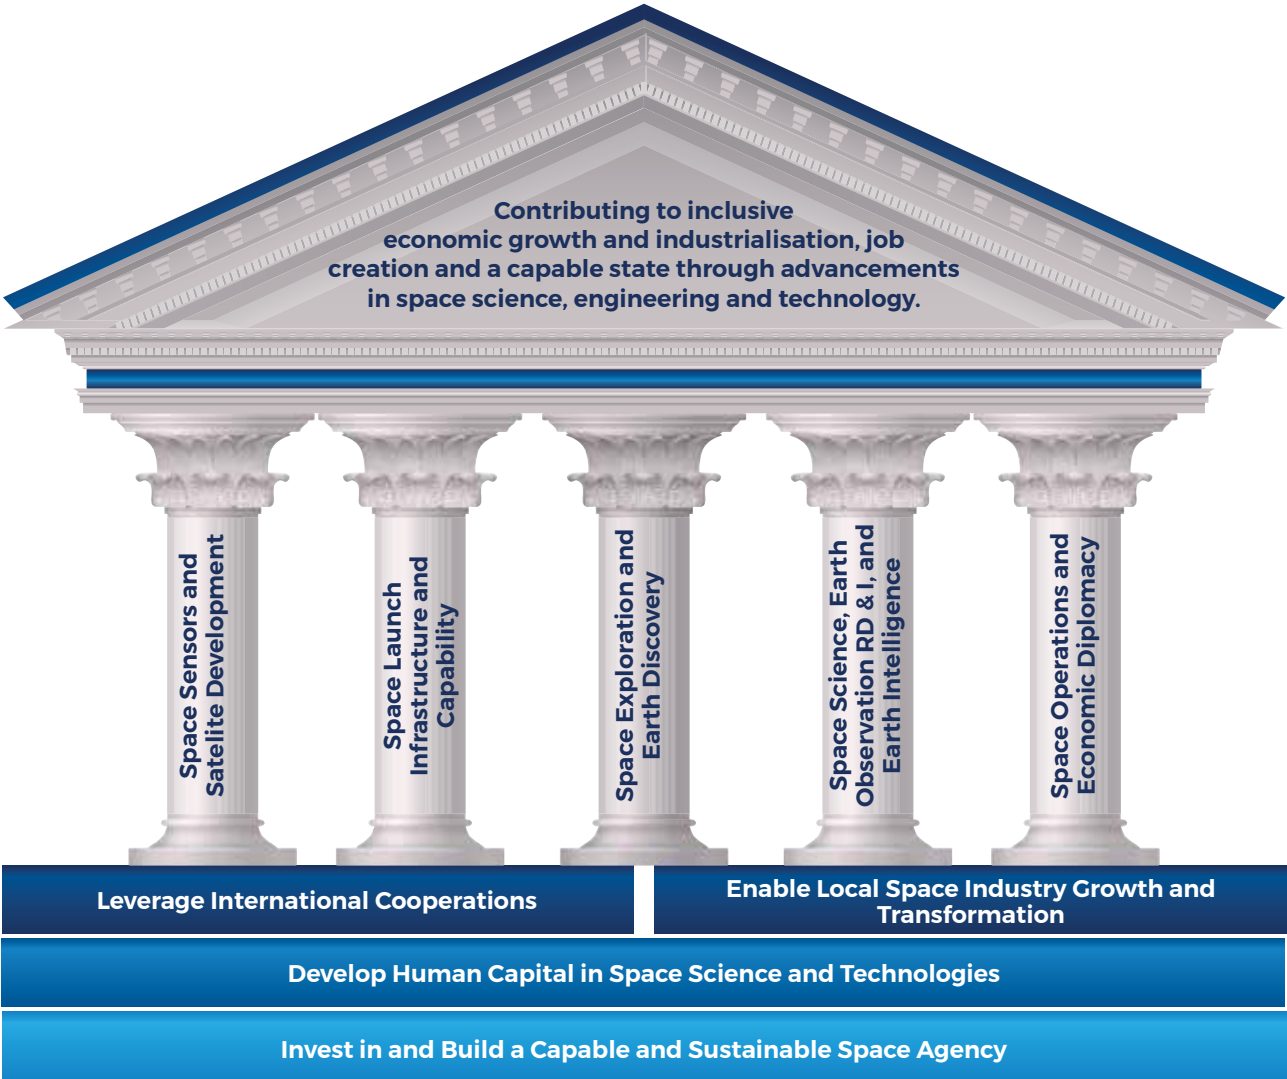 Contributing to inclusive
economic growth and industrialisation, job
creation and a capable state through advancements
in space science, engineering and technology.
Space Sensors and
Satelite Development
Space Launch
Infrastructure and
Capability
Space Exploration and
Earth Discovery
Space Science, Earth
Observation RD & I, and
Earth Intelligence
Space Operations and
Economic Diplomacy
Leverage International Cooperations
Enable Local Space Industry Growth and
Transformation
Develop Human Capital in Space Science and Technologies
Invest in and Build a Capable and Sustainable Space Agency